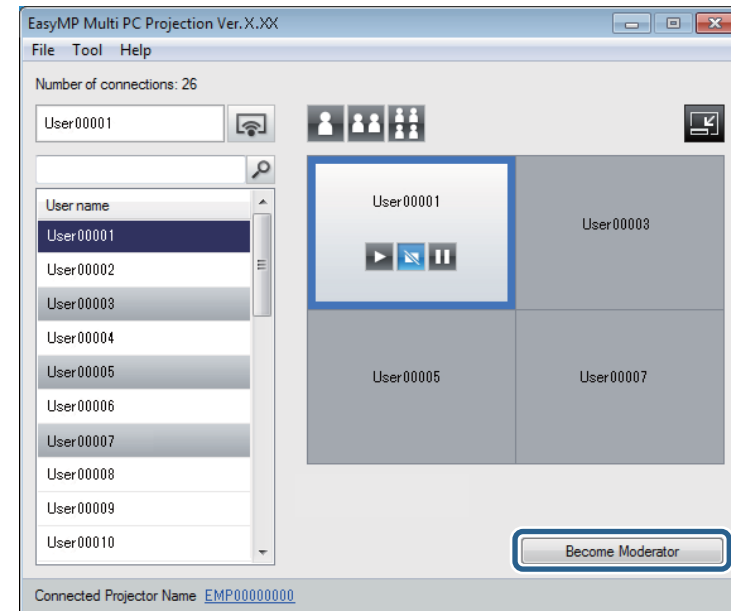 EasyMP Multi PC Projection Ver.X.XX
File Tool Help
Number of connections: 26
User00001
User name
User00001
User00002
User00003
User00004
User00005
User00006
User00007
User00008
User00009
User00010
User00001
User00003
User00005
User00007
Become Moderator
Connected Projector Name EMP00000000